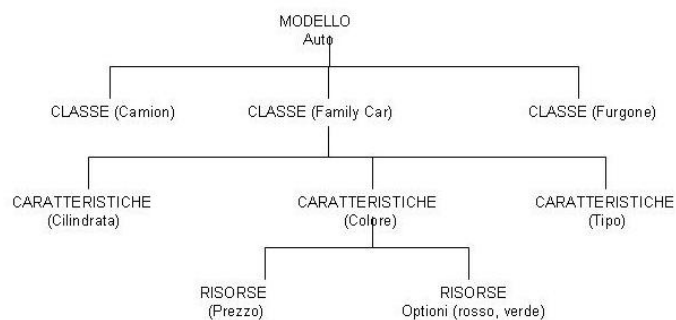 MODELLO
Auto
CLASSE (Camion)
CLASSE (Family Car)
CLASSE (Furgone)
CARATTERISTICHE
(Cilindrata)
CARATTERISTICHE
(Colore)
CARATTERISTICHE
(Tipo)
RISORSE
(Prezzo)
RISORSE
Optioni (rosso, verde)